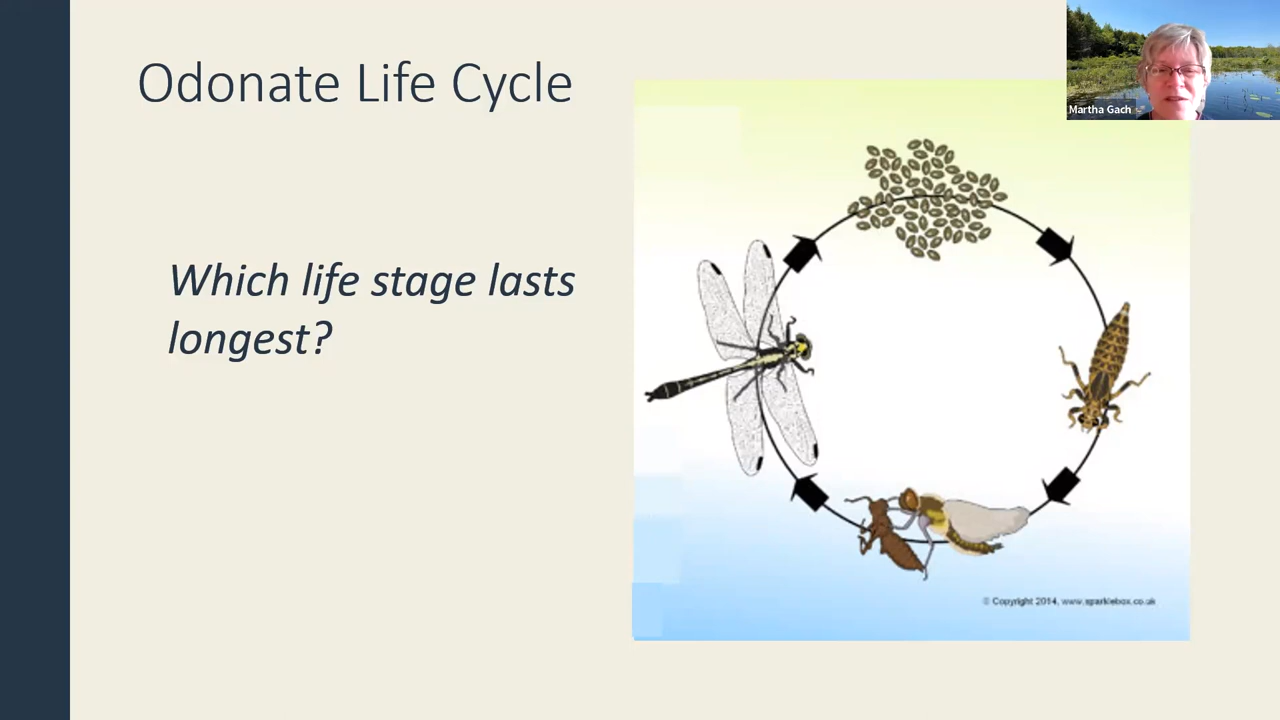 Odonate Life Cycle
Martha Gach
Which life stage lasts
longest?
© Copyright 2014, www.sparklebox.co.uk